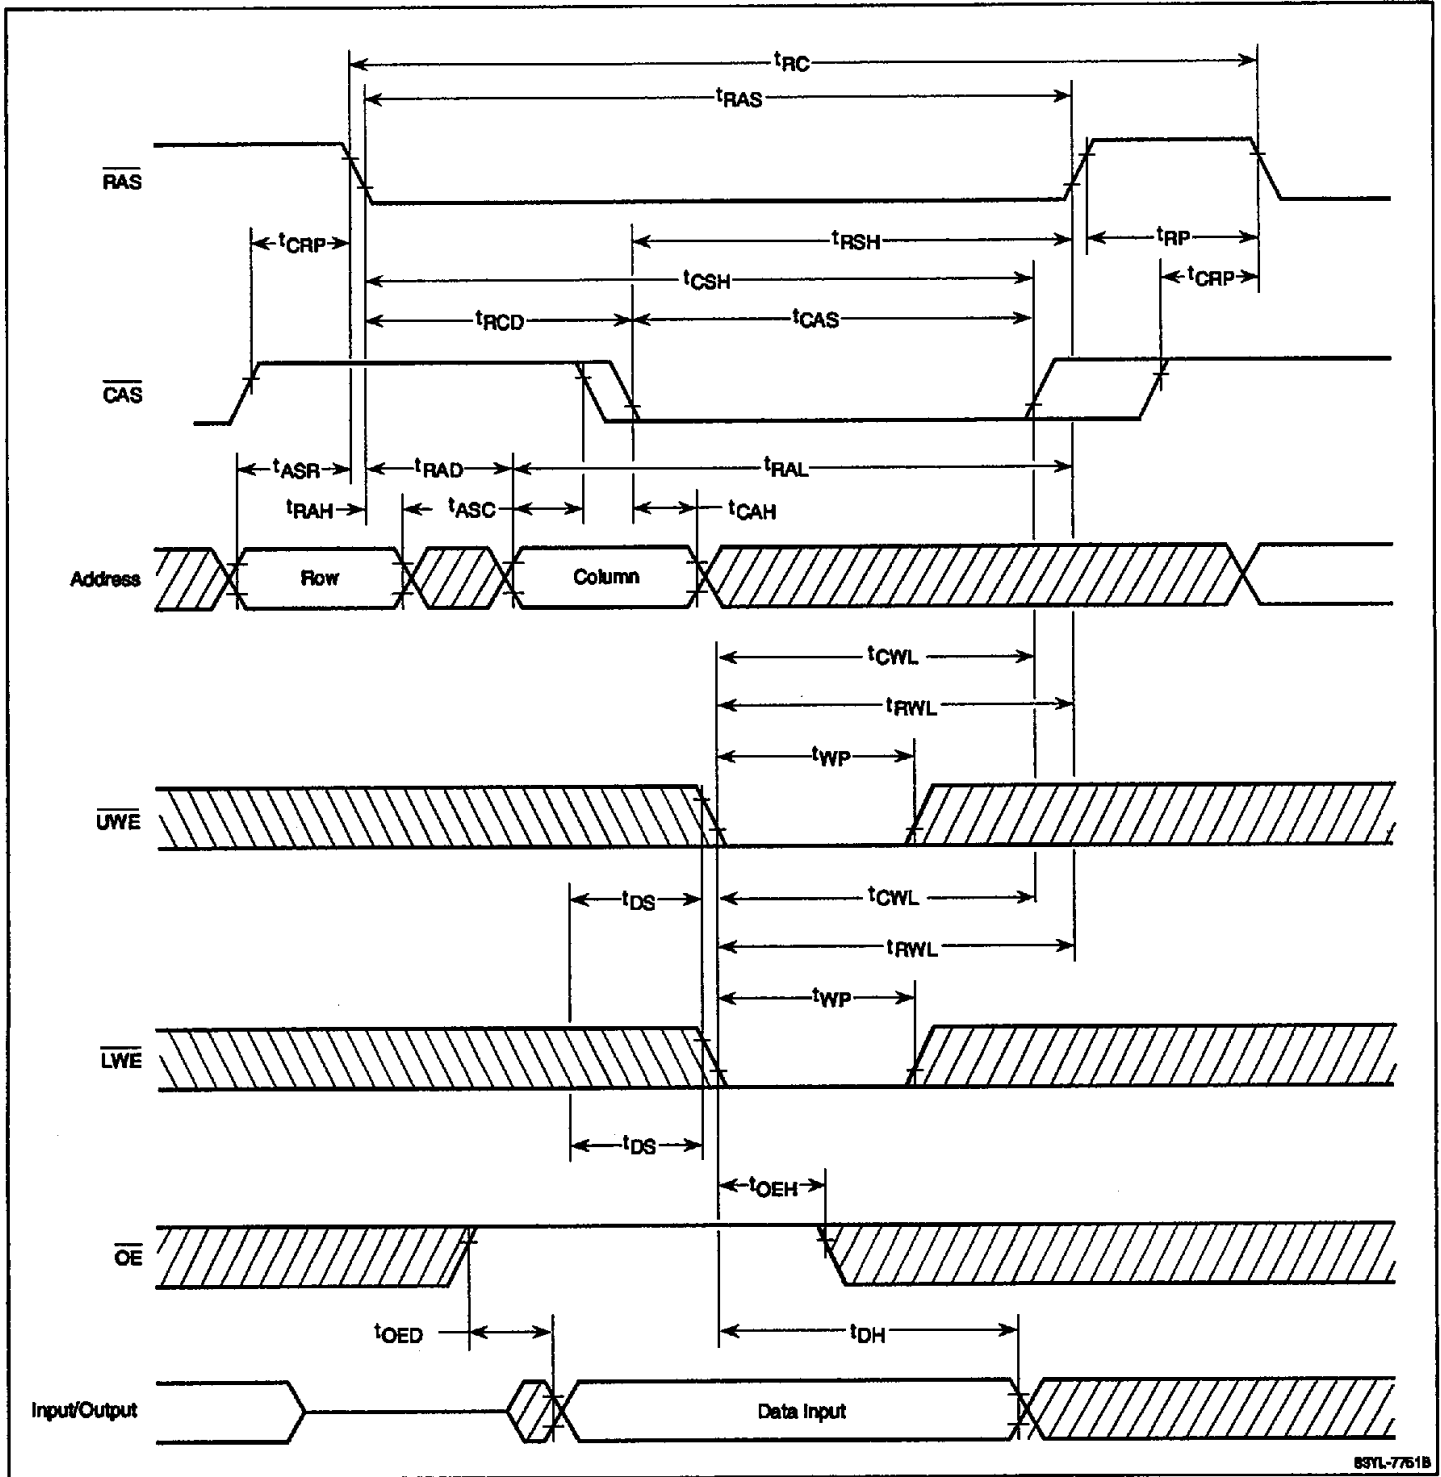 tRC
tRAS
RAS
tCRP
tRSH
tRP
tCSH
tCRP
tRCD
tCAS
CAS
tASR
tRAD
tRAL
tRAH
tASC
tCAH
Address
Row
Column
tCWL
tRWL
tWP
UWE
tDS
tCWL
tRWL
tWP
LWE
tDS
tOEH
OE
tOED
tDH
Input/Output
Data Input
83YL-7751B